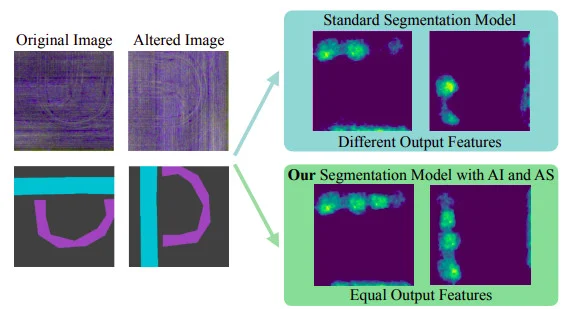 Original Image
Altered Image
Standard Segmentation Model
Different Output Features
Our Segmentation Model with AI and AS
Equal Output Features